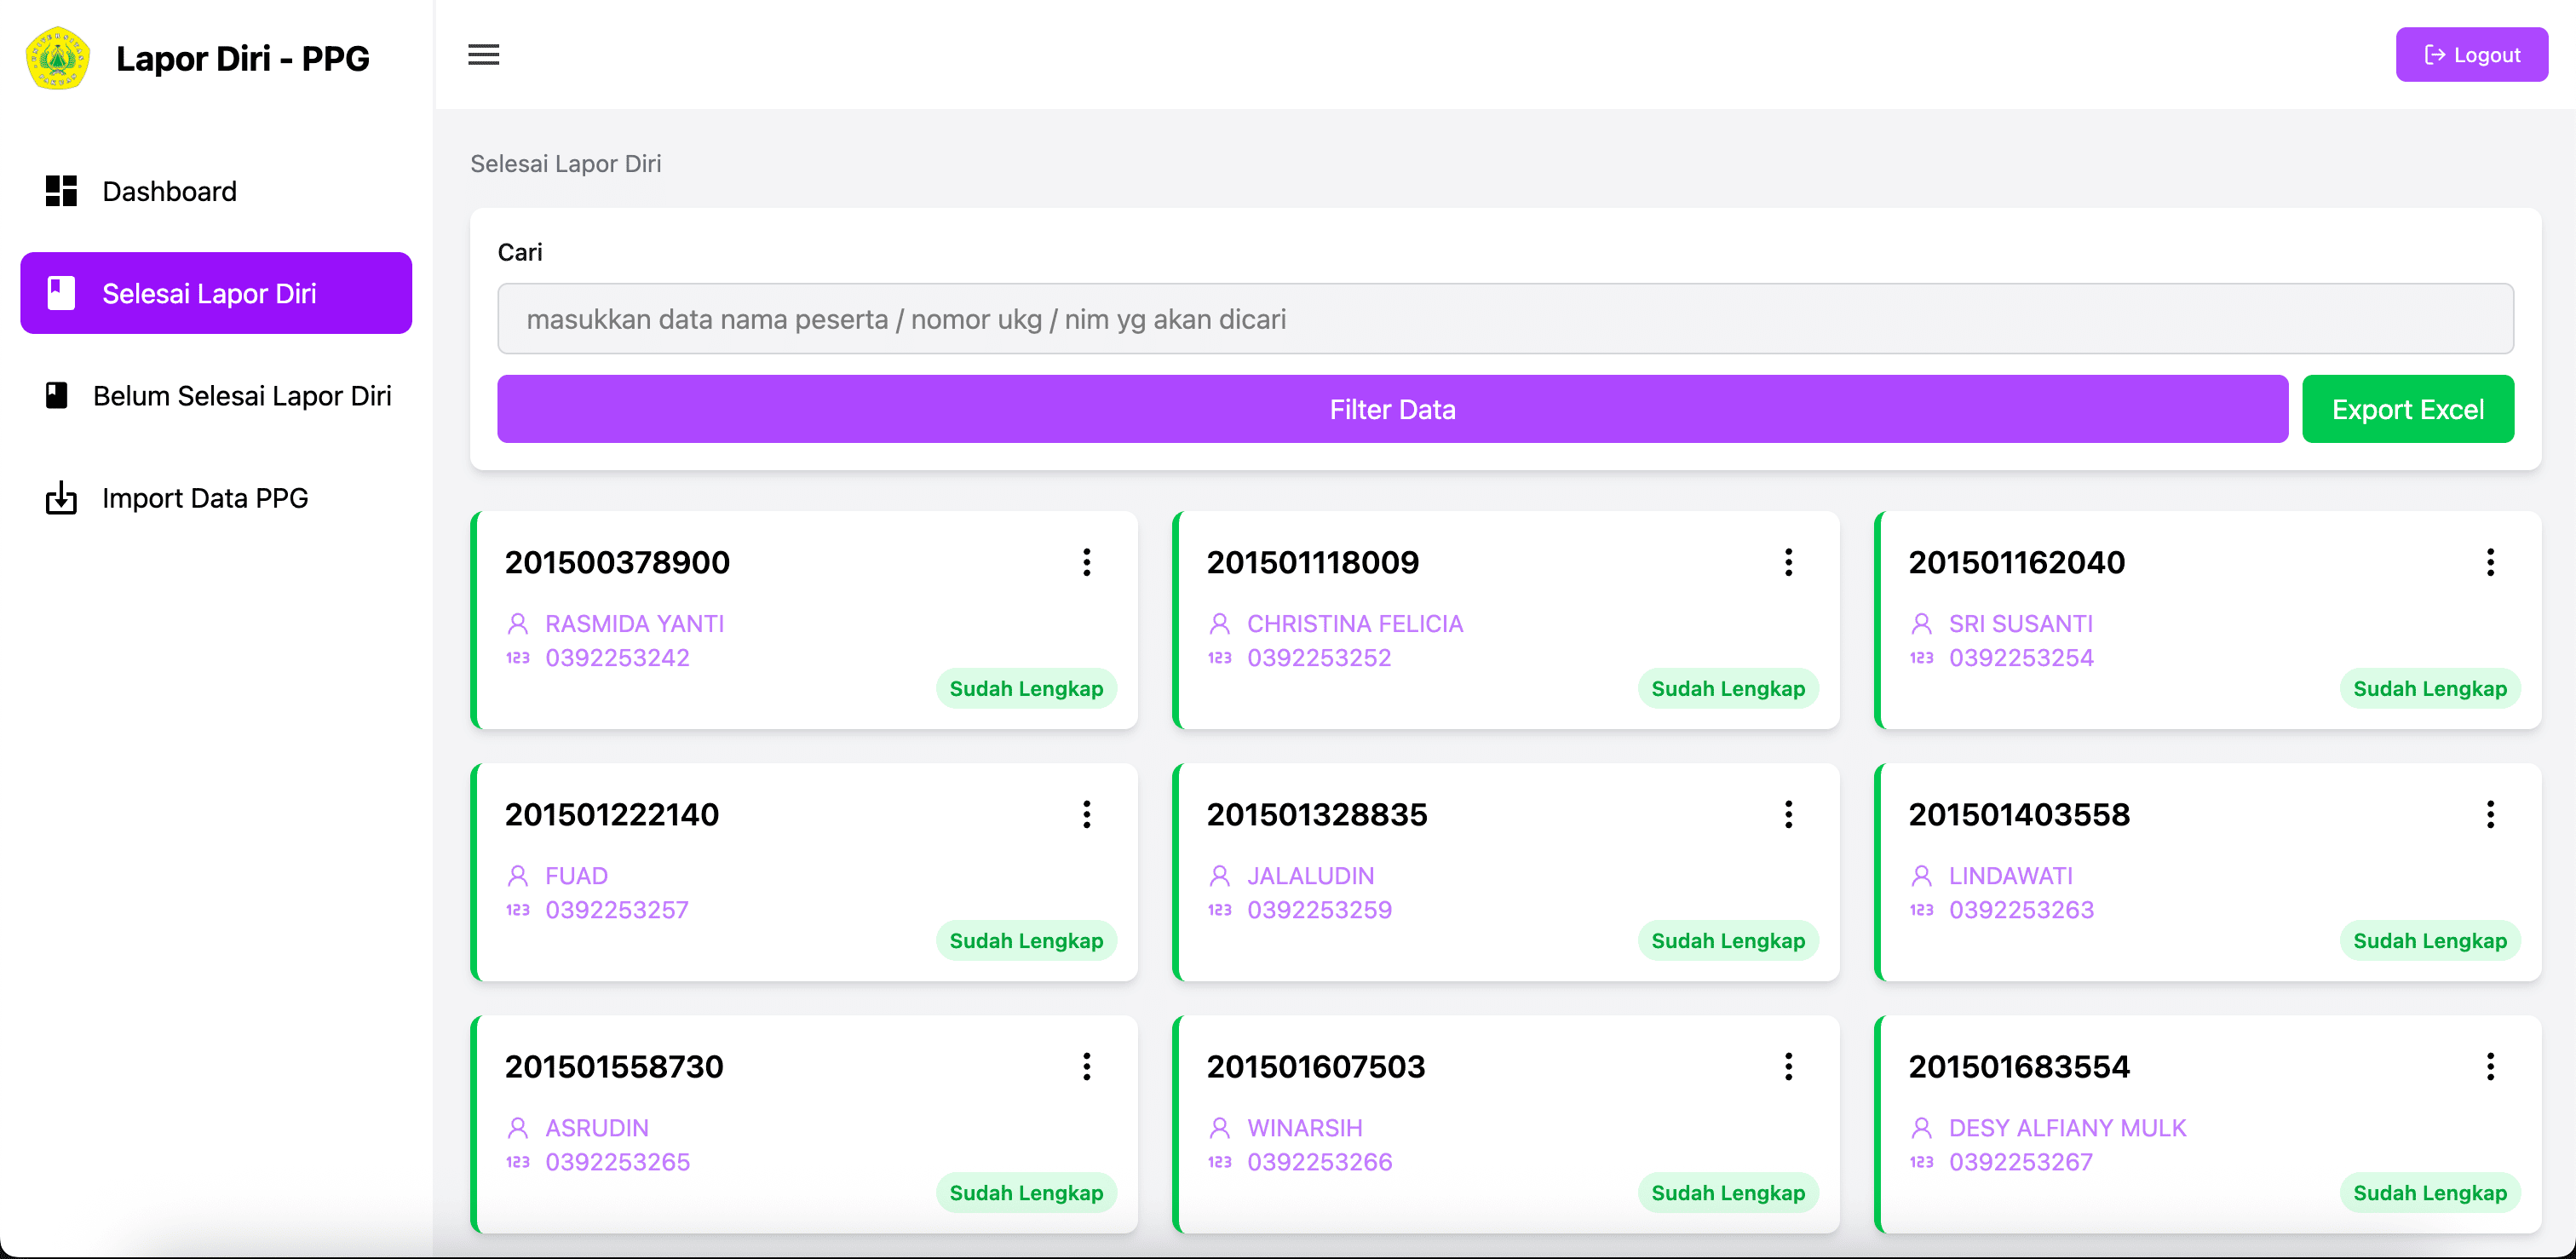 Lapor Diri - PPG
Logout
Dashboard
Selesai Lapor Diri
Belum Selesai Lapor Diri
Import Data PPG
Selesai Lapor Diri
Cari
masukkan data nama peserta / nomor ukg / nim yg akan dicari
Filter Data
Export Excel
201500378900
RASMIDA YANTI
123 0392253242
Sudah Lengkap
201501118009
CHRISTINA FELICIA
123 0392253252
Sudah Lengkap
201501162040
SRI SUSANTI
123 0392253254
Sudah Lengkap
201501222140
FUAD
123 0392253257
Sudah Lengkap
201501328835
JALALUDIN
123 0392253259
Sudah Lengkap
201501403558
LINDAWATI
123 0392253263
Sudah Lengkap
201501558730
ASRUDIN
123 0392253265
Sudah Lengkap
201501607503
WINARSIH
123 0392253266
Sudah Lengkap
201501683554
DESY ALFIANY MULK
123 0392253267
Sudah Lengkap